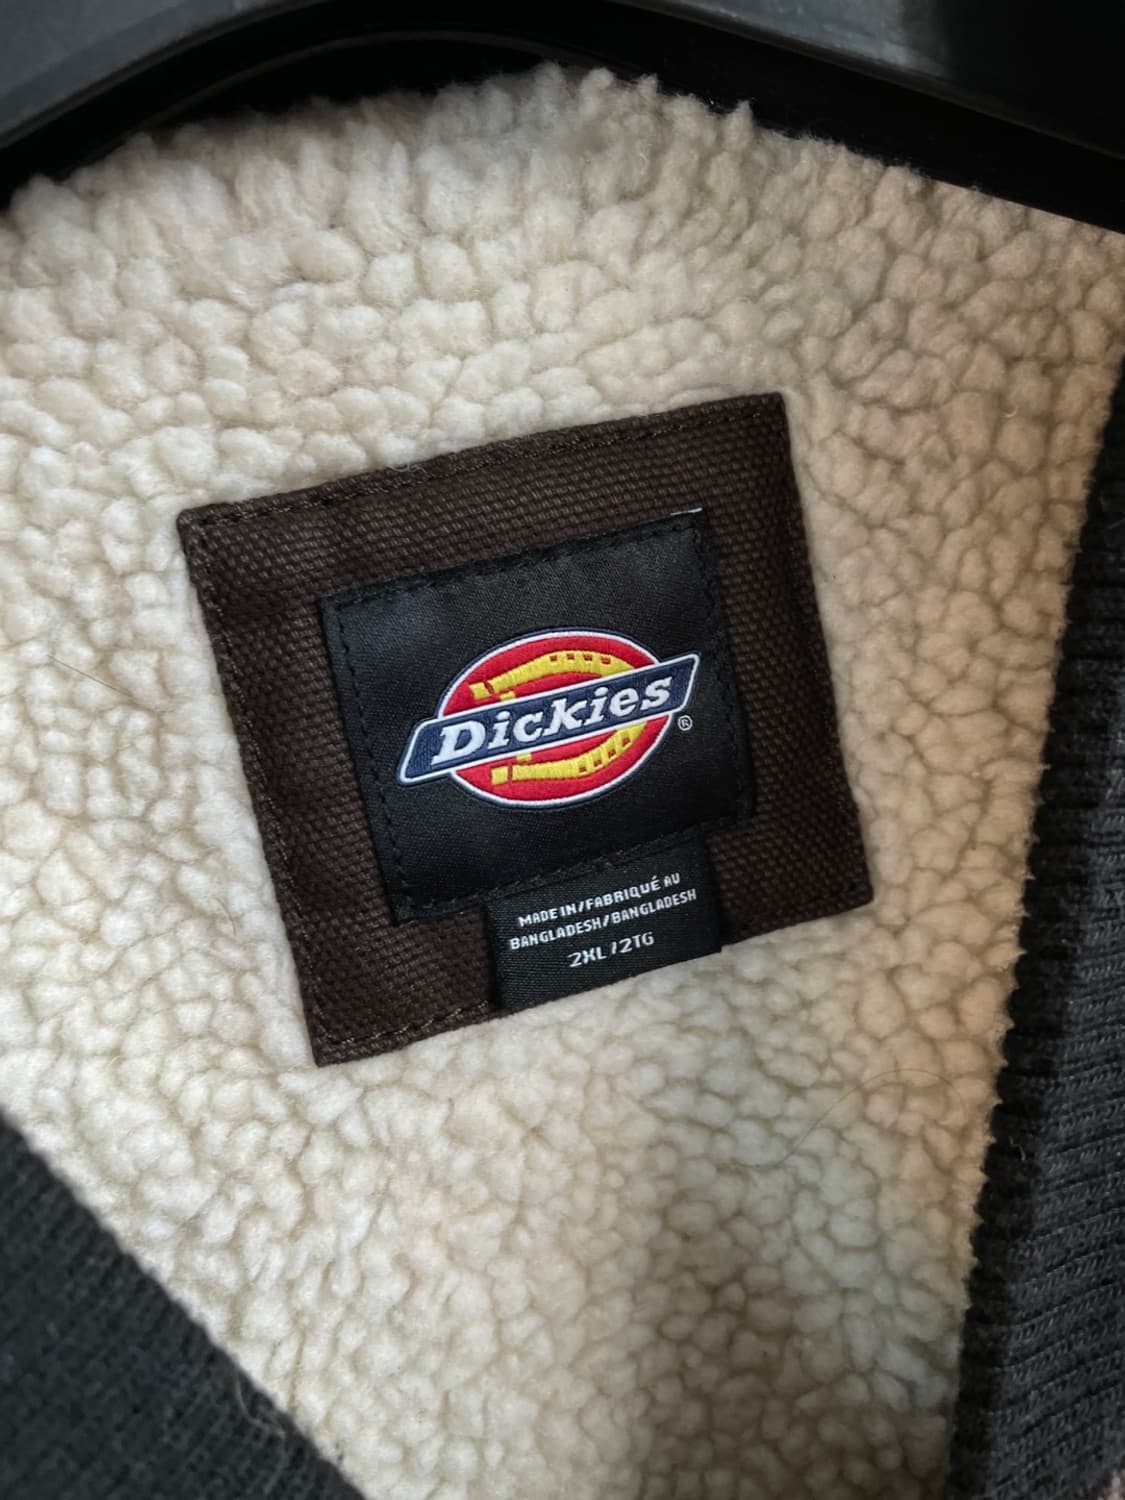 Dickies
®
MADE IN/FABRIQUÉ AU
BANGLADESH/BANGLADESH
2XL/2TG